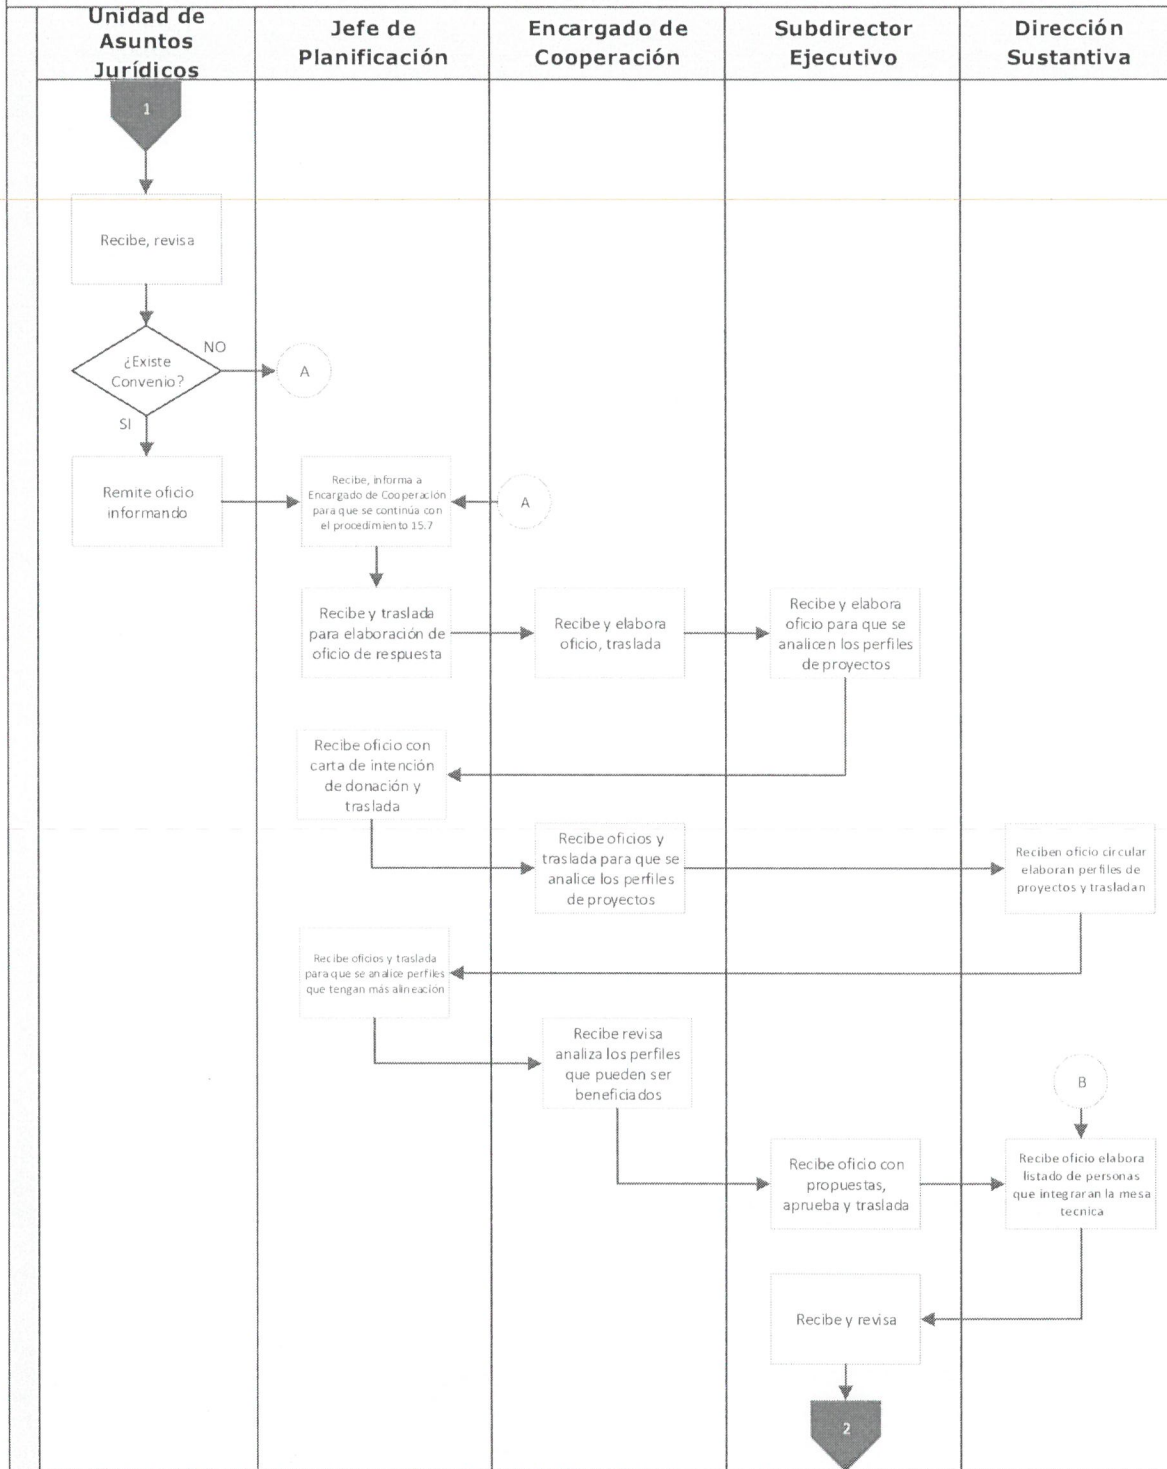 Unidad de
Asuntos
Jurídicos
Jefe de
Planificación
Encargado de
Cooperación
Subdirector
Ejecutivo
Dirección
Sustantiva
1
Recibe, revisa
¿Existe
Convenio?
NO
A
SI
Remite oficio
informando
Recibe, informa a
Encargado de Cooperación
para que se continúa con
el procedimiento 15.7
A
Recibe y traslada
para elaboración de
oficio de respuesta
Recibe y elabora
oficio, traslada
Recibe y elabora
oficio para que se
analicen los perfiles
de proyectos
Recibe oficio con
carta de intención
de donación y
traslada
Recibe oficios y
traslada para que se
analice los perfiles
de proyectos
Reciben oficio circular
elaboran perfiles de
proyectos y trasladan
Recibe oficios y traslada
para que se analice perfiles
que tengan más alineación
Recibe revisa
analiza los perfiles
que pueden ser
beneficiados
B
Recibe oficio con
propuestas,
aprueba y traslada
Recibe oficio elabora
listado de personas
que integraran la mesa
tecnica
Recibe y revisa
2